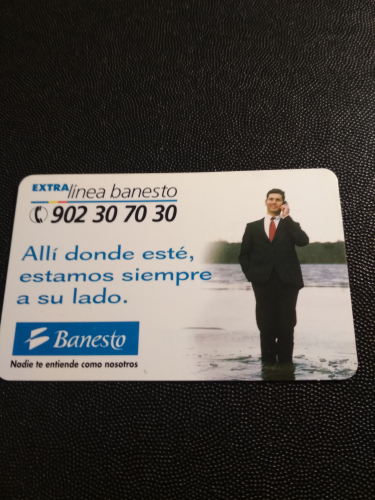 EXTRA línea banesto
902 30 70 30
Allí donde esté,
estamos siempre
a su lado.
Banesto
Nadie te entiende como nosotros